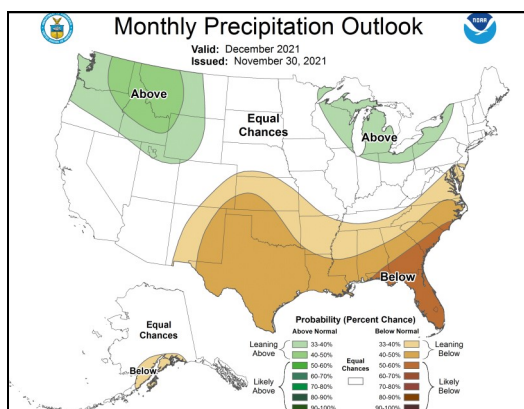 Monthly Precipitation Outlook
Valid: December 2021
Issued: November 30, 2021
NOAA
Above
Equal
Chances
Above
Below
Equal
Chances
Below
Probability (Percent Chance)
Above Normal
Below Normal
Leaning
Above
Likely
Above
33-40%
40-50%
50-60%
60-70%
70-80%
80-90%
90-100%
Equal
Chances
33-40%
40-50%
50-60%
60-70%
70-80%
80-90%
90-100%
Leaning
Below
Likely
Below